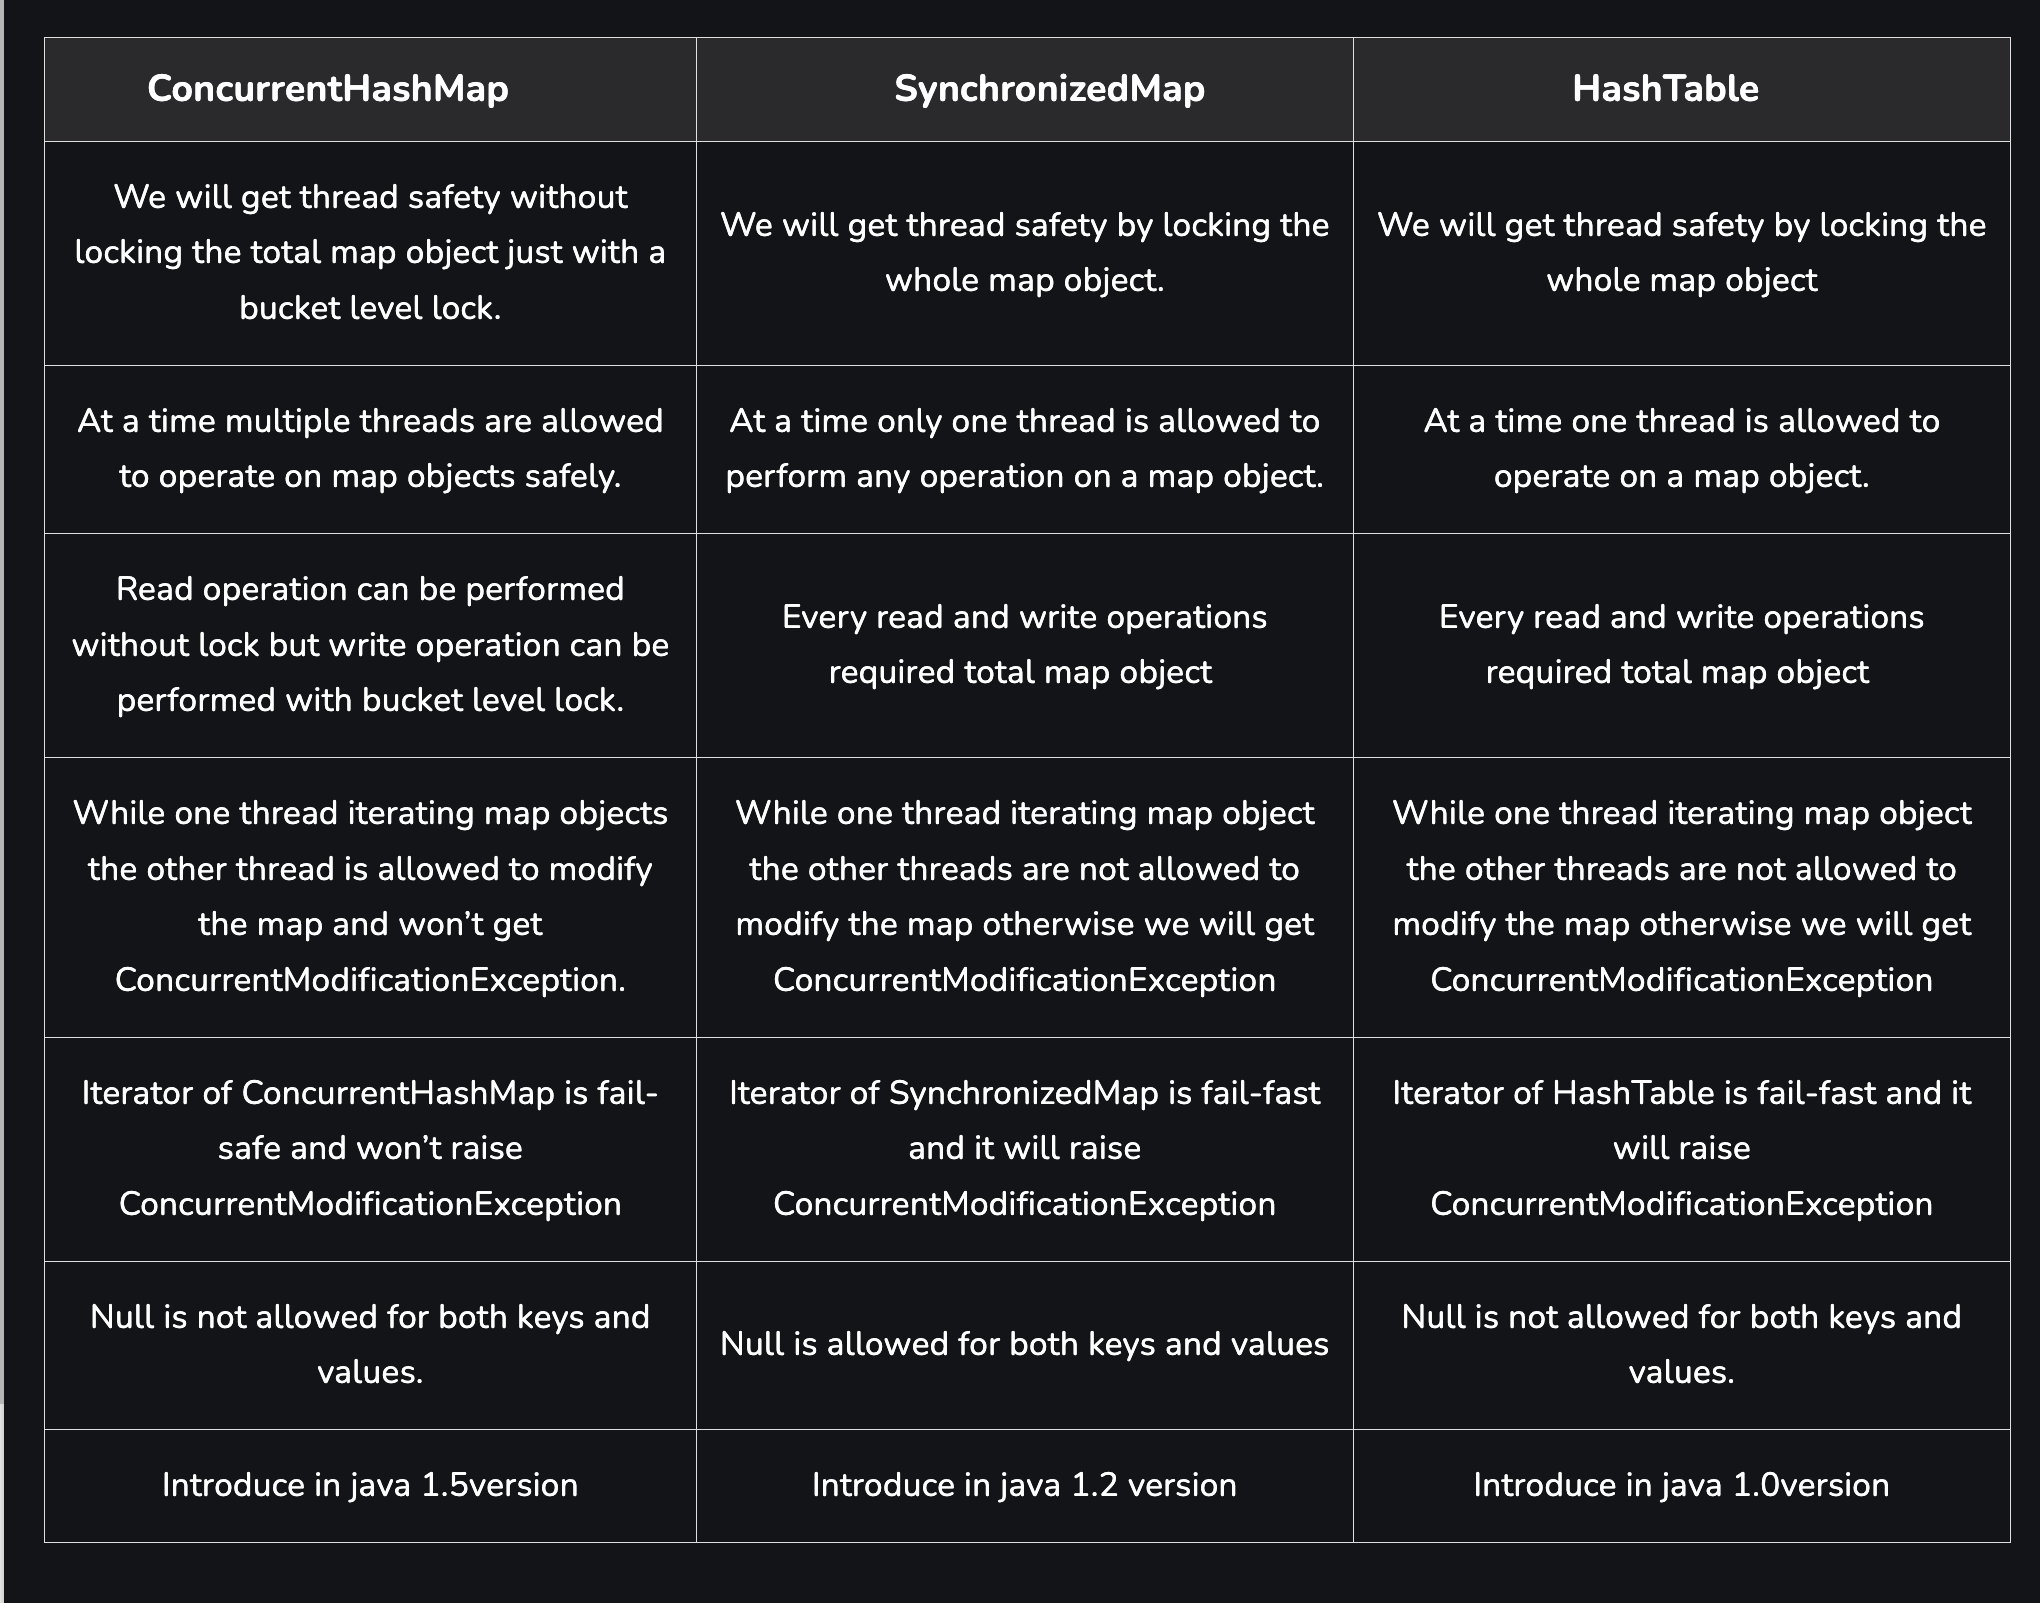 ConcurrentHashMap
SynchronizedMap
HashTable
We will get thread safety without
locking the total map object just with a
bucket level lock.
We will get thread safety by locking the
whole map object.
We will get thread safety by locking the
whole map object
At a time multiple threads are allowed
to operate on map objects safely.
At a time only one thread is allowed to
perform any operation on a map object.
At a time one thread is allowed to
operate on a map object.
Read operation can be performed
without lock but write operation can be
performed with bucket level lock.
Every read and write operations
required total map object
Every read and write operations
required total map object
While one thread iterating map objects
the other thread is allowed to modify
the map and won’t get
ConcurrentModificationException.
While one thread iterating map object
the other threads are not allowed to
modify the map otherwise we will get
ConcurrentModificationException
While one thread iterating map object
the other threads are not allowed to
modify the map otherwise we will get
ConcurrentModificationException
Iterator of ConcurrentHashMap is fail-
safe and won’t raise
ConcurrentModificationException
Iterator of SynchronizedMap is fail-fast
and it will raise
ConcurrentModificationException
Iterator of HashTable is fail-fast and it
will raise
ConcurrentModificationException
Null is not allowed for both keys and
values.
Null is allowed for both keys and values
Null is not allowed for both keys and
values.
Introduce in java 1.5version
Introduce in java 1.2 version
Introduce in java 1.0version